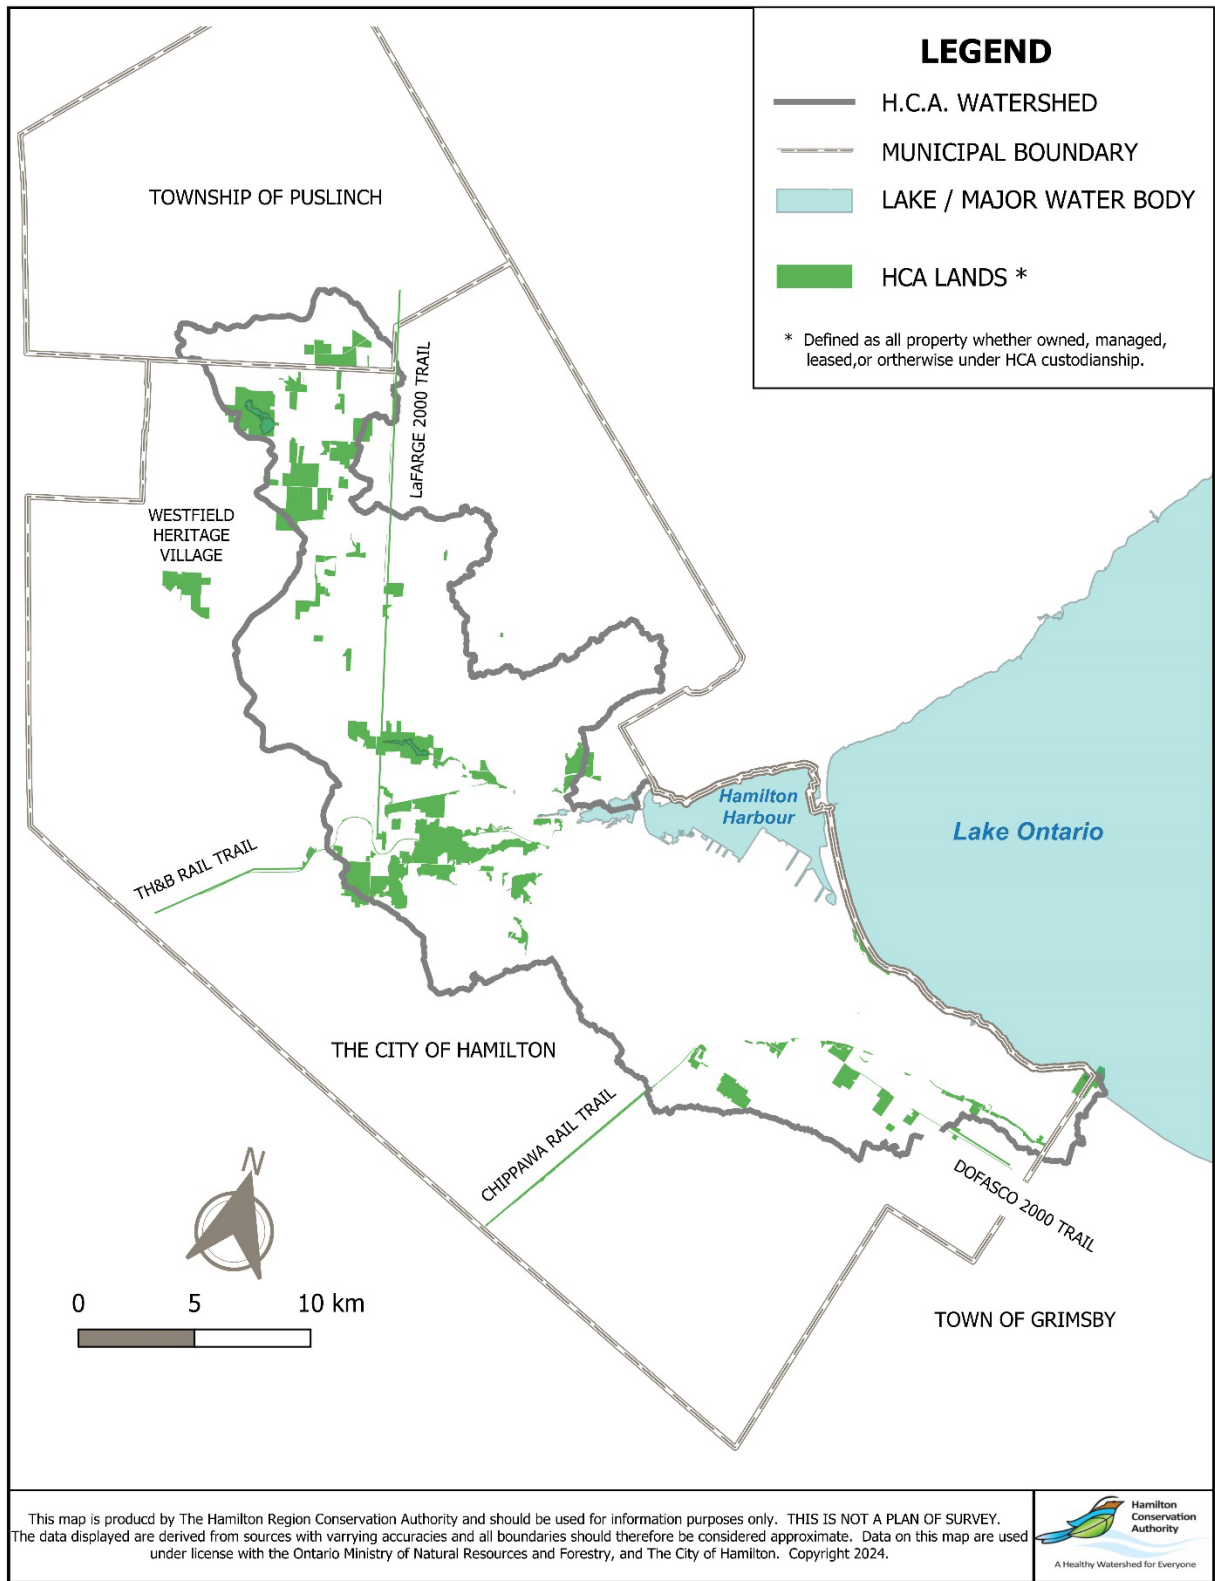 LEGEND
H.C.A. WATERSHED
MUNICIPAL BOUNDARY
LAKE / MAJOR WATER BODY
HCA LANDS *
* Defined as all property whether owned, managed,
leased,or ortherwise under HCA custodianship.
TOWNSHIP OF PUSLINCH
LaFARGE 2000 TRAIL
WESTFIELD
HERITAGE
VILLAGE
Hamilton
Harbour
Lake Ontario
TH&B RAIL TRAIL
THE CITY OF HAMILTON
CHIPPAWA RAIL TRAIL
DOFASCO 2000 TRAIL
TOWN OF GRIMSBY
N
0 5 10 km
This map is producd by The Hamilton Region Conservation Authority and should be used for information purposes only. THIS IS NOT A PLAN OF SURVEY.
The data displayed are derived from sources with varrying accuracies and all boundaries should therefore be considered approximate. Data on this map are used
under license with the Ontario Ministry of Natural Resources and Forestry, and The City of Hamilton. Copyright 2024.
Hamilton
Conservation
Authority
A Healthy Watershed for Everyone